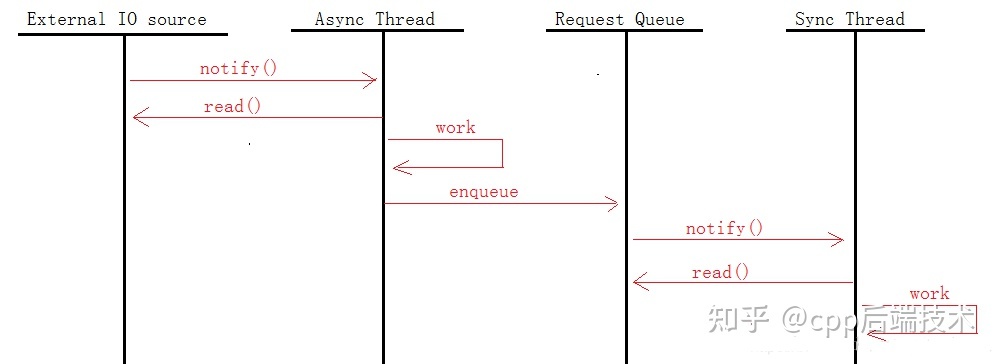 External IO source
Async Thread
Request Queue
Sync Thread
notify()
read()
work
enqueue
notify()
read()
work
知乎 @cpp后端技术